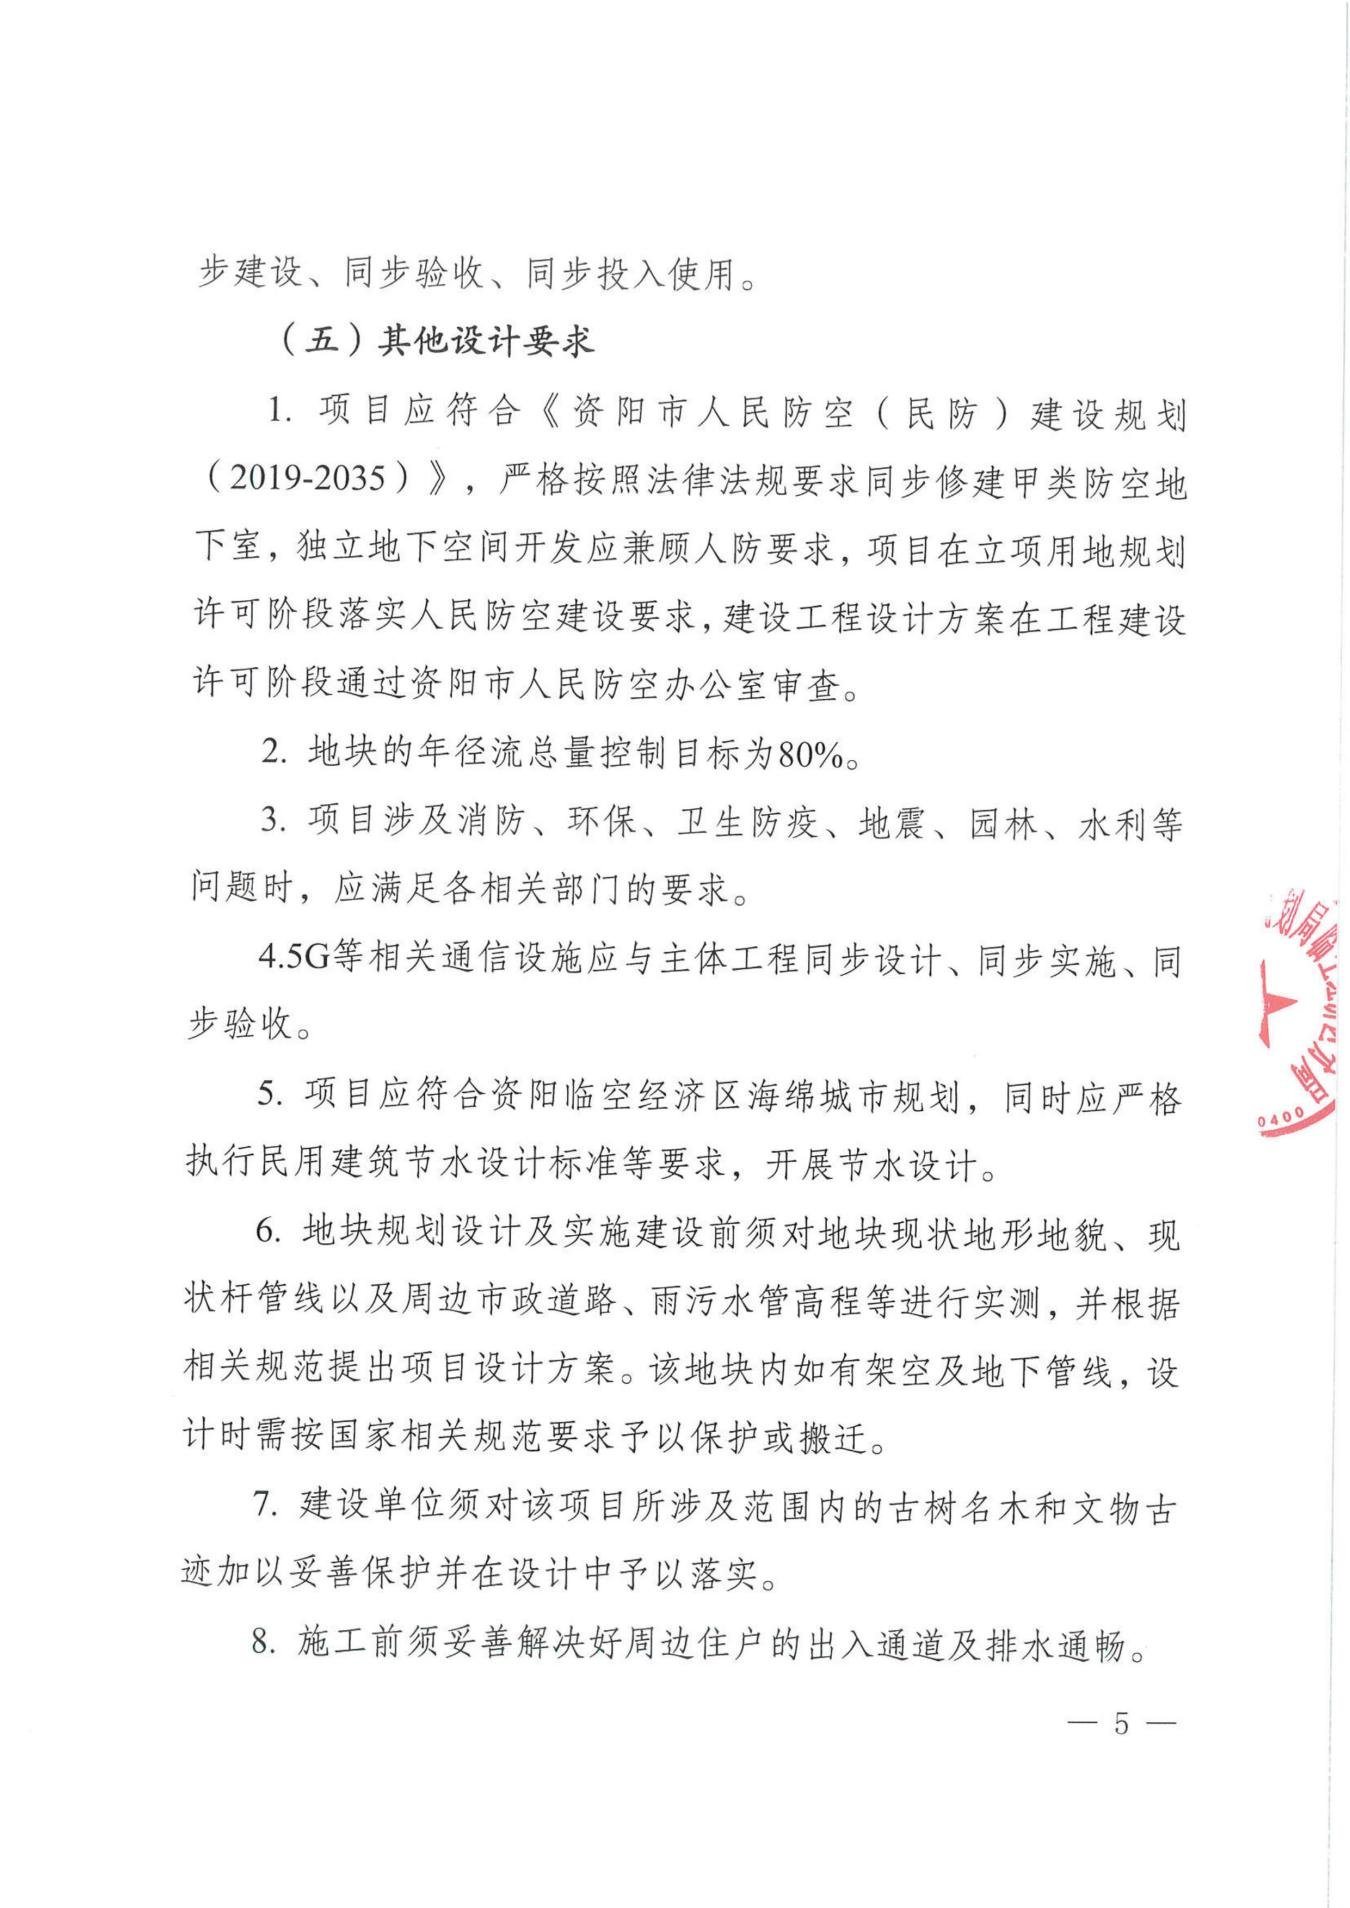 步建设、同步验收、同步投入使用。
（五）其他设计要求
1. 项目应符合《资阳市人民防空（民防）建设规划
（2019-2035）》，严格按照法律法规要求同步修建甲类防空地
下室，独立地下空间开发应兼顾人防要求，项目在立项用地规划
许可阶段落实人民防空建设要求，建设工程设计方案在工程建设
许可阶段通过资阳市人民防空办公室审查。
2. 地块的年径流总量控制目标为80%。
3. 项目涉及消防、环保、卫生防疫、地震、园林、水利等
问题时，应满足各相关部门的要求。
4.5G等相关通信设施应与主体工程同步设计、同步实施、同
步验收。
5. 项目应符合资阳临空经济区海绵城市规划，同时应严格
执行民用建筑节水设计标准等要求，开展节水设计。
6. 地块规划设计及实施建设前须对地块现状地形地貌、现
状杆管线以及周边市政道路、雨污水管高程等进行实测，并根据
相关规范提出项目设计方案。该地块内如有架空及地下管线，设
计时需按国家相关规范要求予以保护或搬迁。
7. 建设单位须对该项目所涉及范围内的古树名木和文物古
迹加以妥善保护并在设计中予以落实。
8. 施工前须妥善解决好周边住户的出入通道及排水通畅。
— 5 —
划局
0400